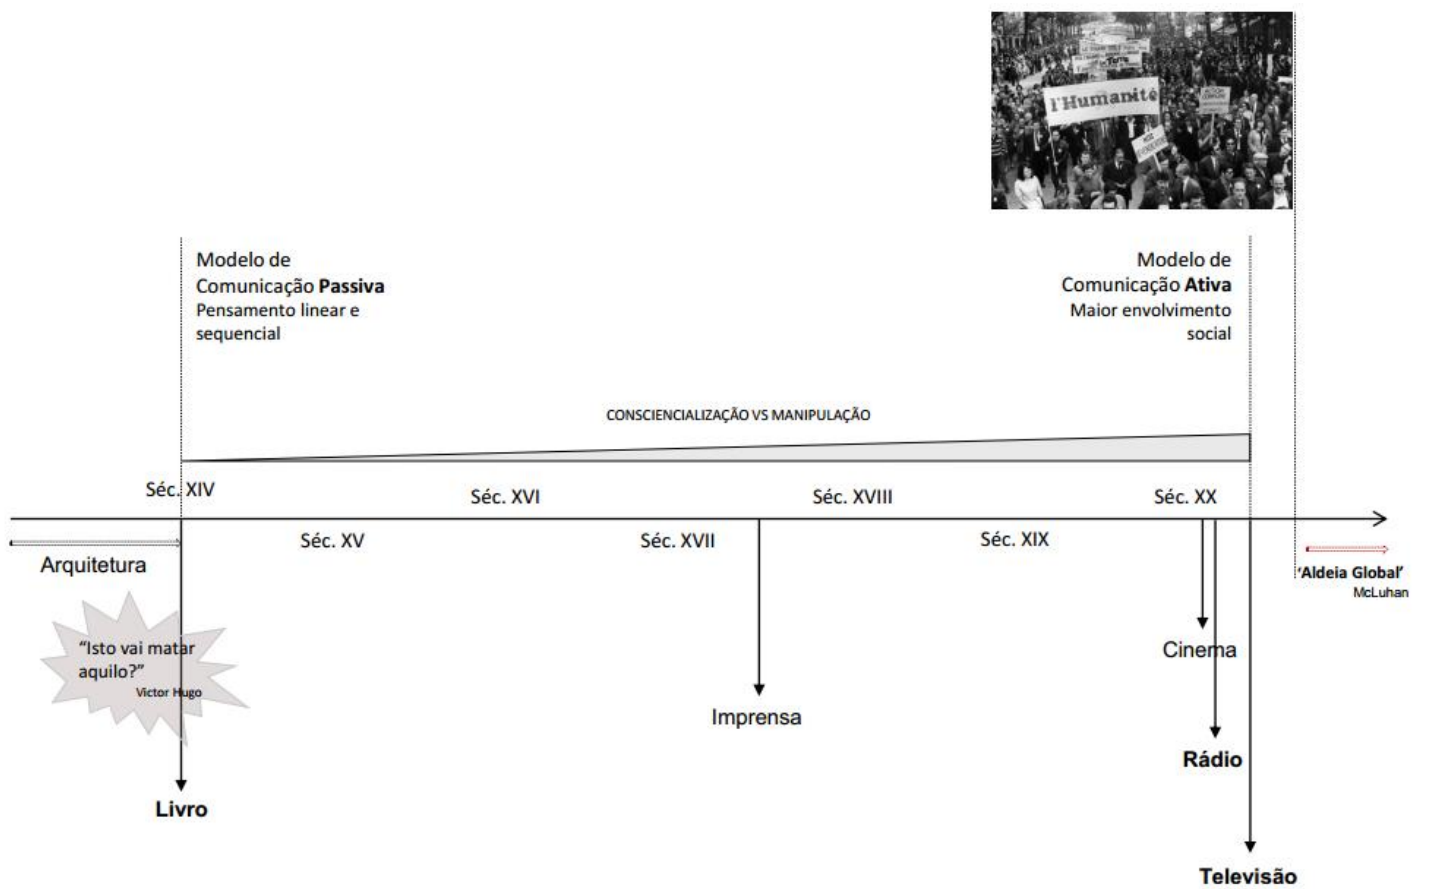 l'Humanité
Modelo de
Comunicação Passiva
Pensamento linear e
sequencial
Modelo de
Comunicação Ativa
Maior envolvimento
social
CONSCIENCIALIZAÇÃO VS MANIPULAÇÃO
Séc. XIV
Séc. XVI
Séc. XVIII
Séc. XX
Séc. XV
Séc. XVII
Séc. XIX
Arquitetura
'Aldeia Global'
McLuhan
“Isto vai matar
aquilo?”
Victor Hugo
Cinema
Imprensa
Rádio
Livro
Televisão